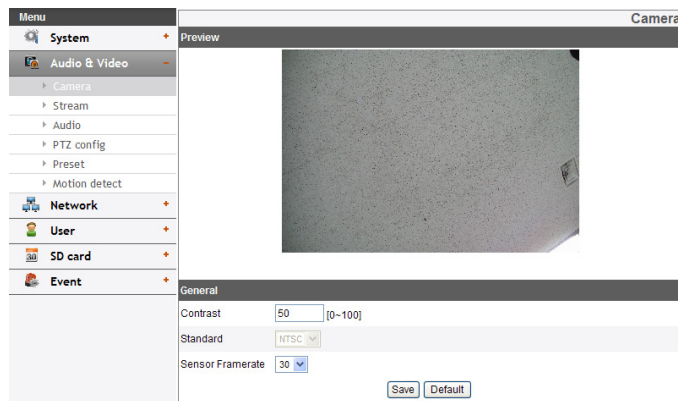 Menu
Camera
System +
Audio & Video -
Camera
Stream
Audio
PTZ config
Preset
Motion detect
Network +
User +
30 SD card +
Event +
Preview
General
Contrast 50 [0~100]
Standard NTSC
Sensor Framerate 30
Save Default